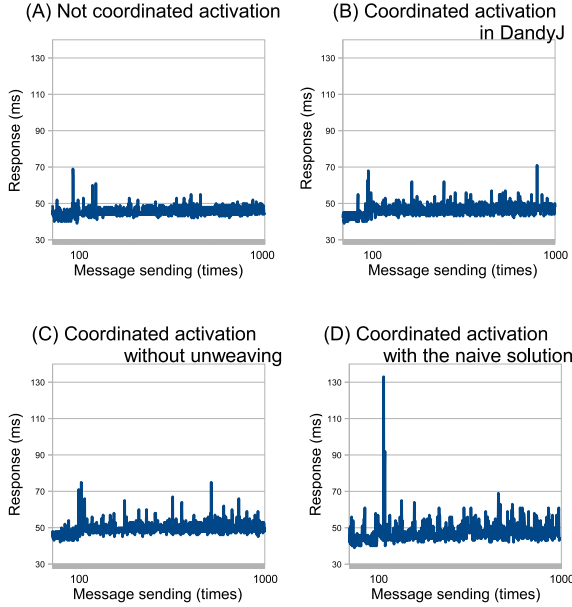 (A) Not coordinated activation
130
110
90
70
50
30
Response (ms)
100
1000
Message sending (times)
(B) Coordinated activation
in DandyJ
130
110
90
70
50
30
Response (ms)
100
1000
Message sending (times)
(C) Coordinated activation
without unweaving
130
110
90
70
50
30
Response (ms)
100
1000
Message sending (times)
(D) Coordinated activation
with the naive solution
130
110
90
70
50
30
Response (ms)
100
1000
Message sending (times)